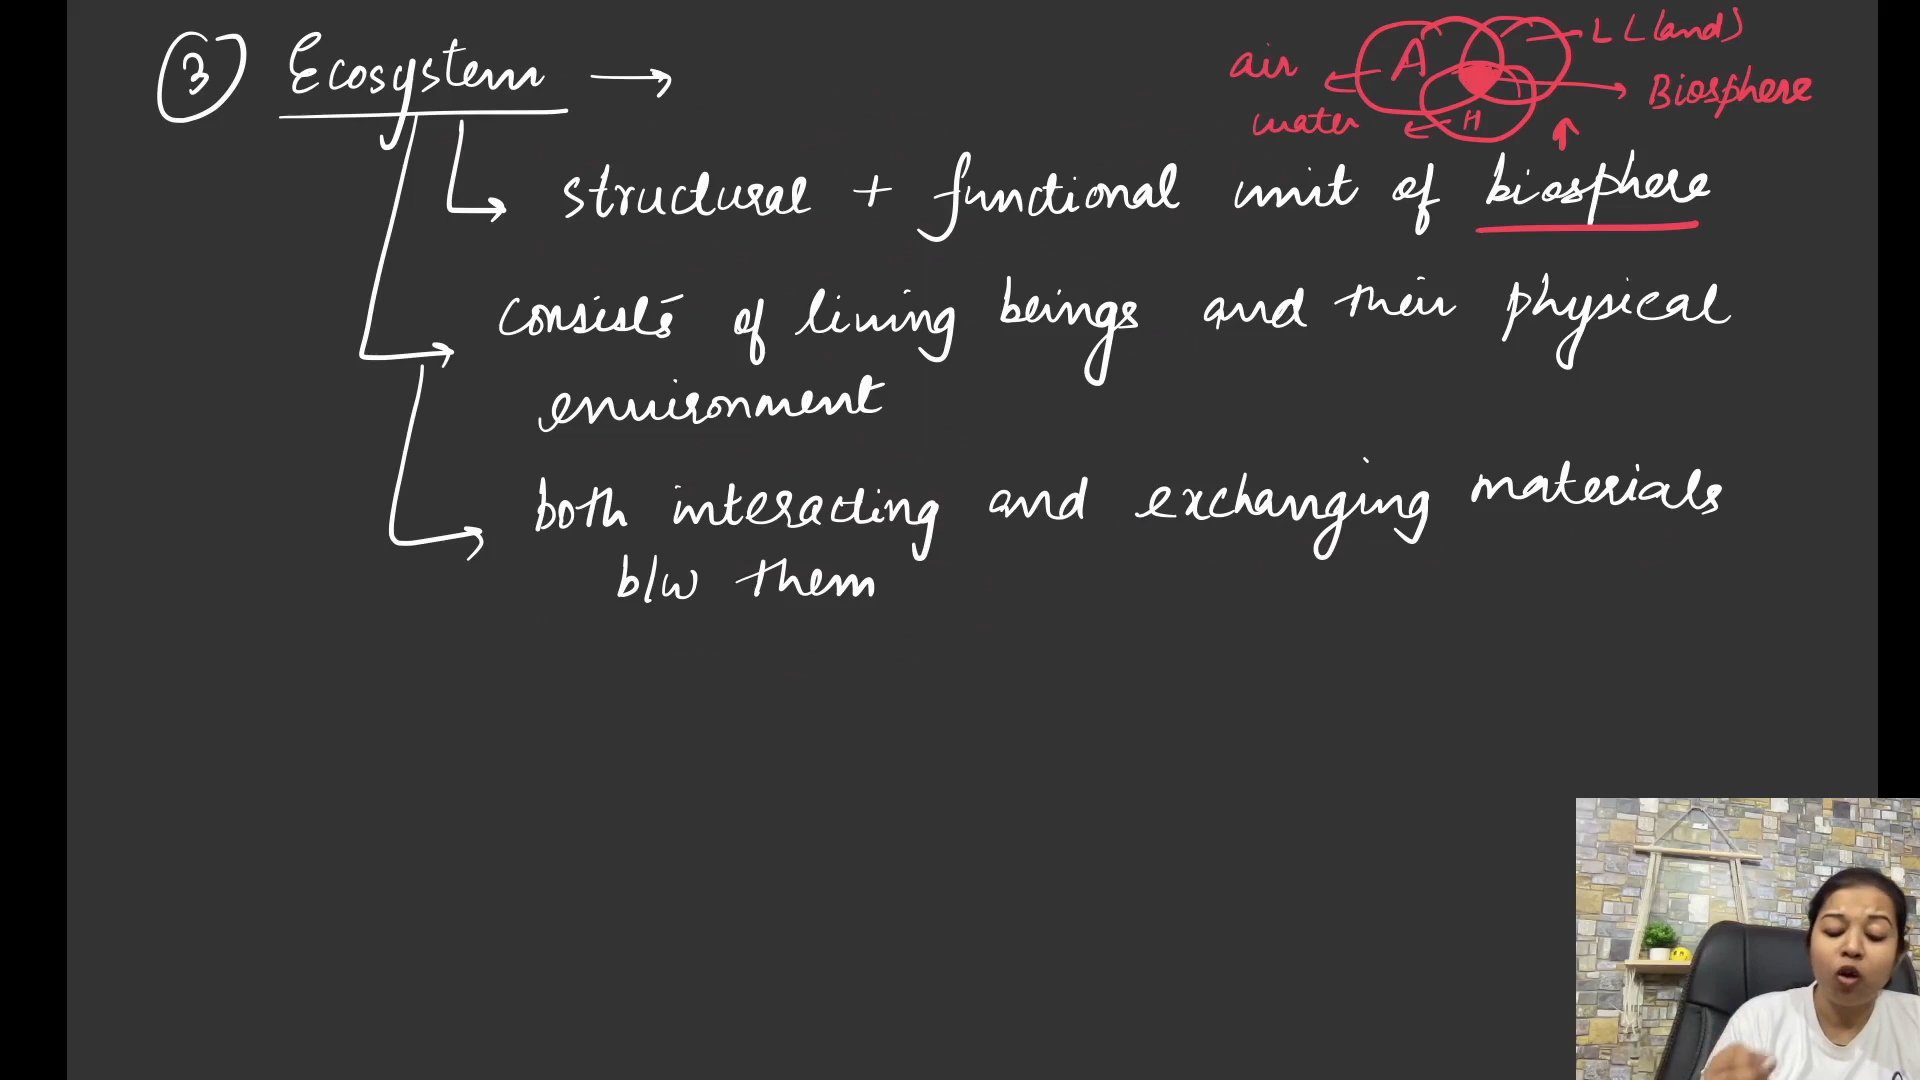 ③ Ecosystem →
air A L (land)
Biosphere
water H
structural + functional unit of biosphere
consists of living beings and their physical
environment
both interacting and exchanging materials
b/w them